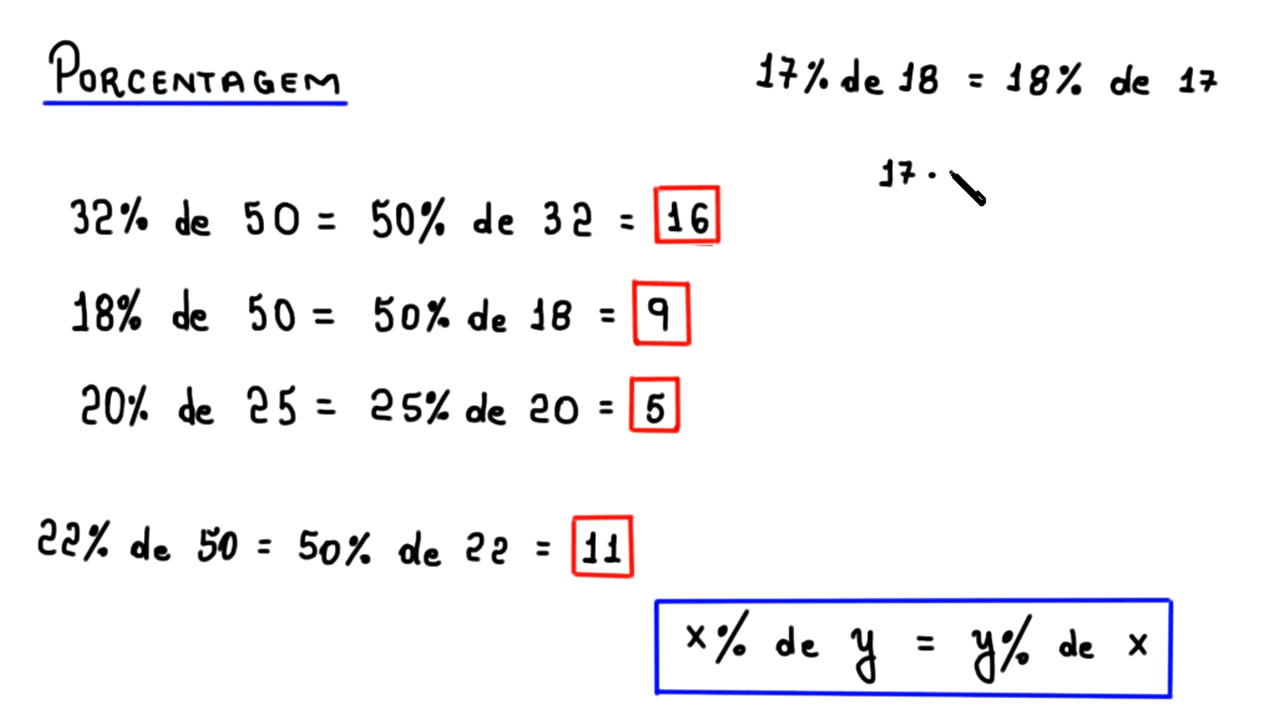 PORCENTAGEM
17% de 18 = 18% de 17
17 ·
32% de 50 = 50% de 32 = 16
18% de 50 = 50% de 18 = 9
20% de 25 = 25% de 20 = 5
22% de 50 = 50% de 22 = 11
x% de y = y% de x